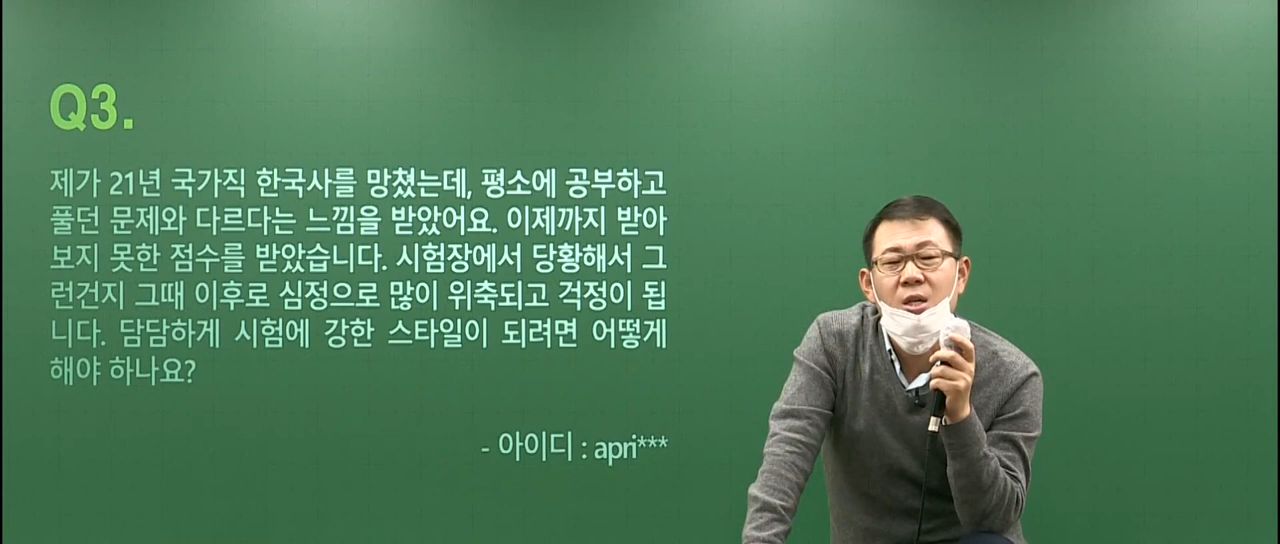 Q3.
제가 21년 국가직 한국사를 망쳤는데, 평소에 공부하고
풀던 문제와 다르다는 느낌을 받았어요. 이제까지 받아
보지 못한 점수를 받았습니다. 시험장에서 당황해서 그
런건지 그때 이후로 심정으로 많이 위축되고 걱정이 됩
니다. 담담하게 시험에 강한 스타일이 되려면 어떻게
해야 하나요?
- 아이디 : apri***